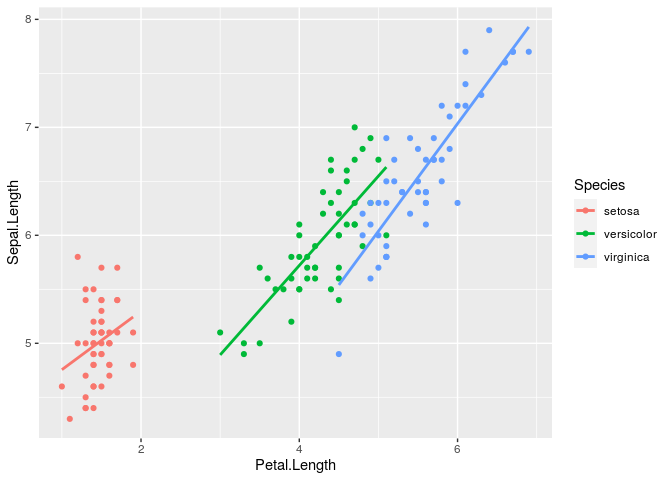 8
7
6
5
Sepal.Length
2
4
6
Petal.Length
Species
setosa
versicolor
virginica